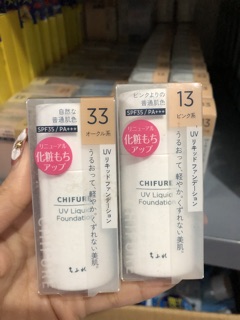 自然な
普通肌色
SPF35/PA+++
33
オークル系
リニューアル
化粧もち
アップ
UV リキッド ファンデーション
うるおって、軽やか、くずれない美肌。
CHIFURE
UV Liquid
Foundation
ちふれ
ピンクよりの
普通肌色
SPF35/PA+++
13
ピンク系
リニューアル
化粧もち
アップ
UV リキッド ファンデーション
うるおって、軽やか、くずれない美肌。
CHIFURE
UV Liquid
Foundation
ちふれ